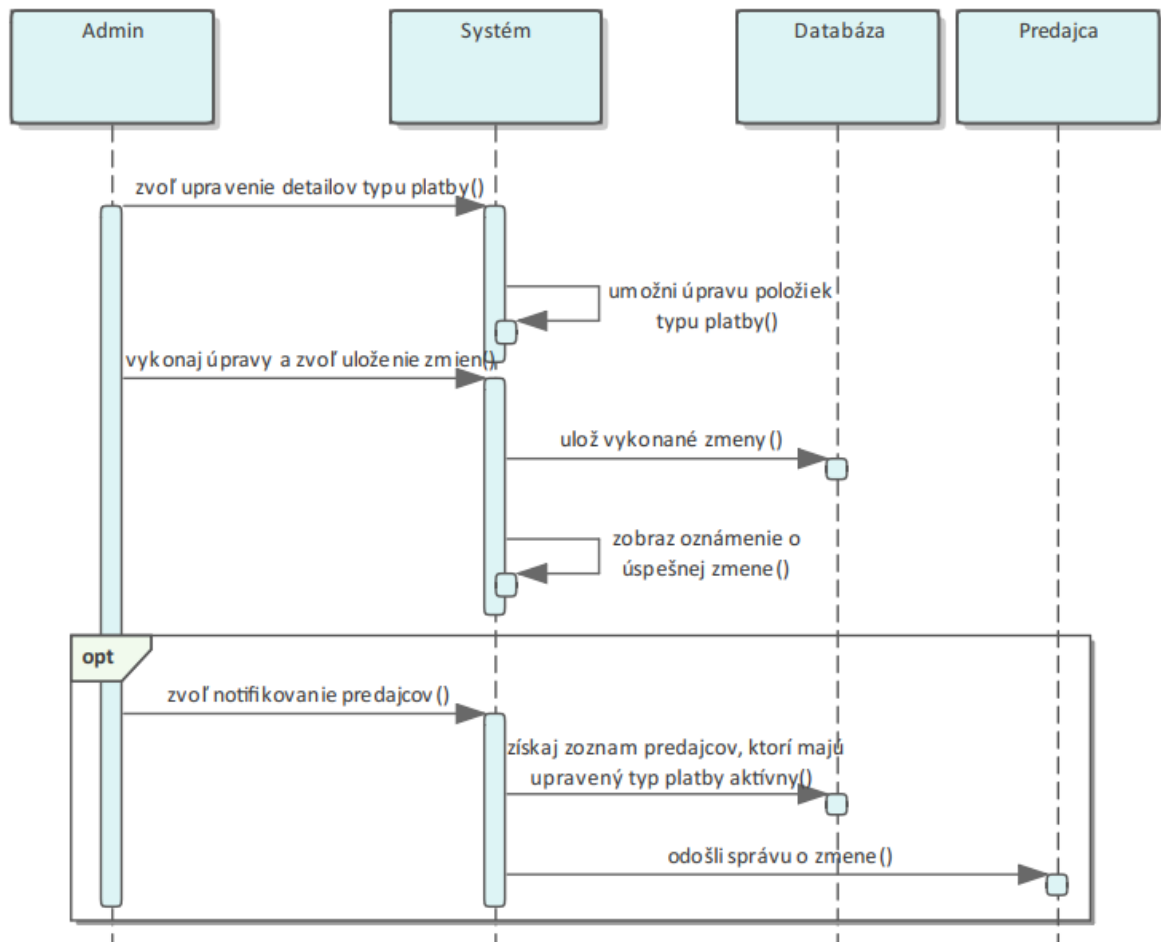 Admin
Systém
Databáza
Predajca
zvoľ upravenie detailov typu platby()
umožni úpravu položiek
typu platby()
vykonaj úpravy a zvoľ uloženie zmien()
ulož vykonané zmeny()
zobraz oznámenie o
úspešnej zmene()
opt
zvoľ notifikovanie predajcov()
získaj zoznam predajcov, ktorí majú
upravený typ platby aktívny()
odošli správu o zmene()